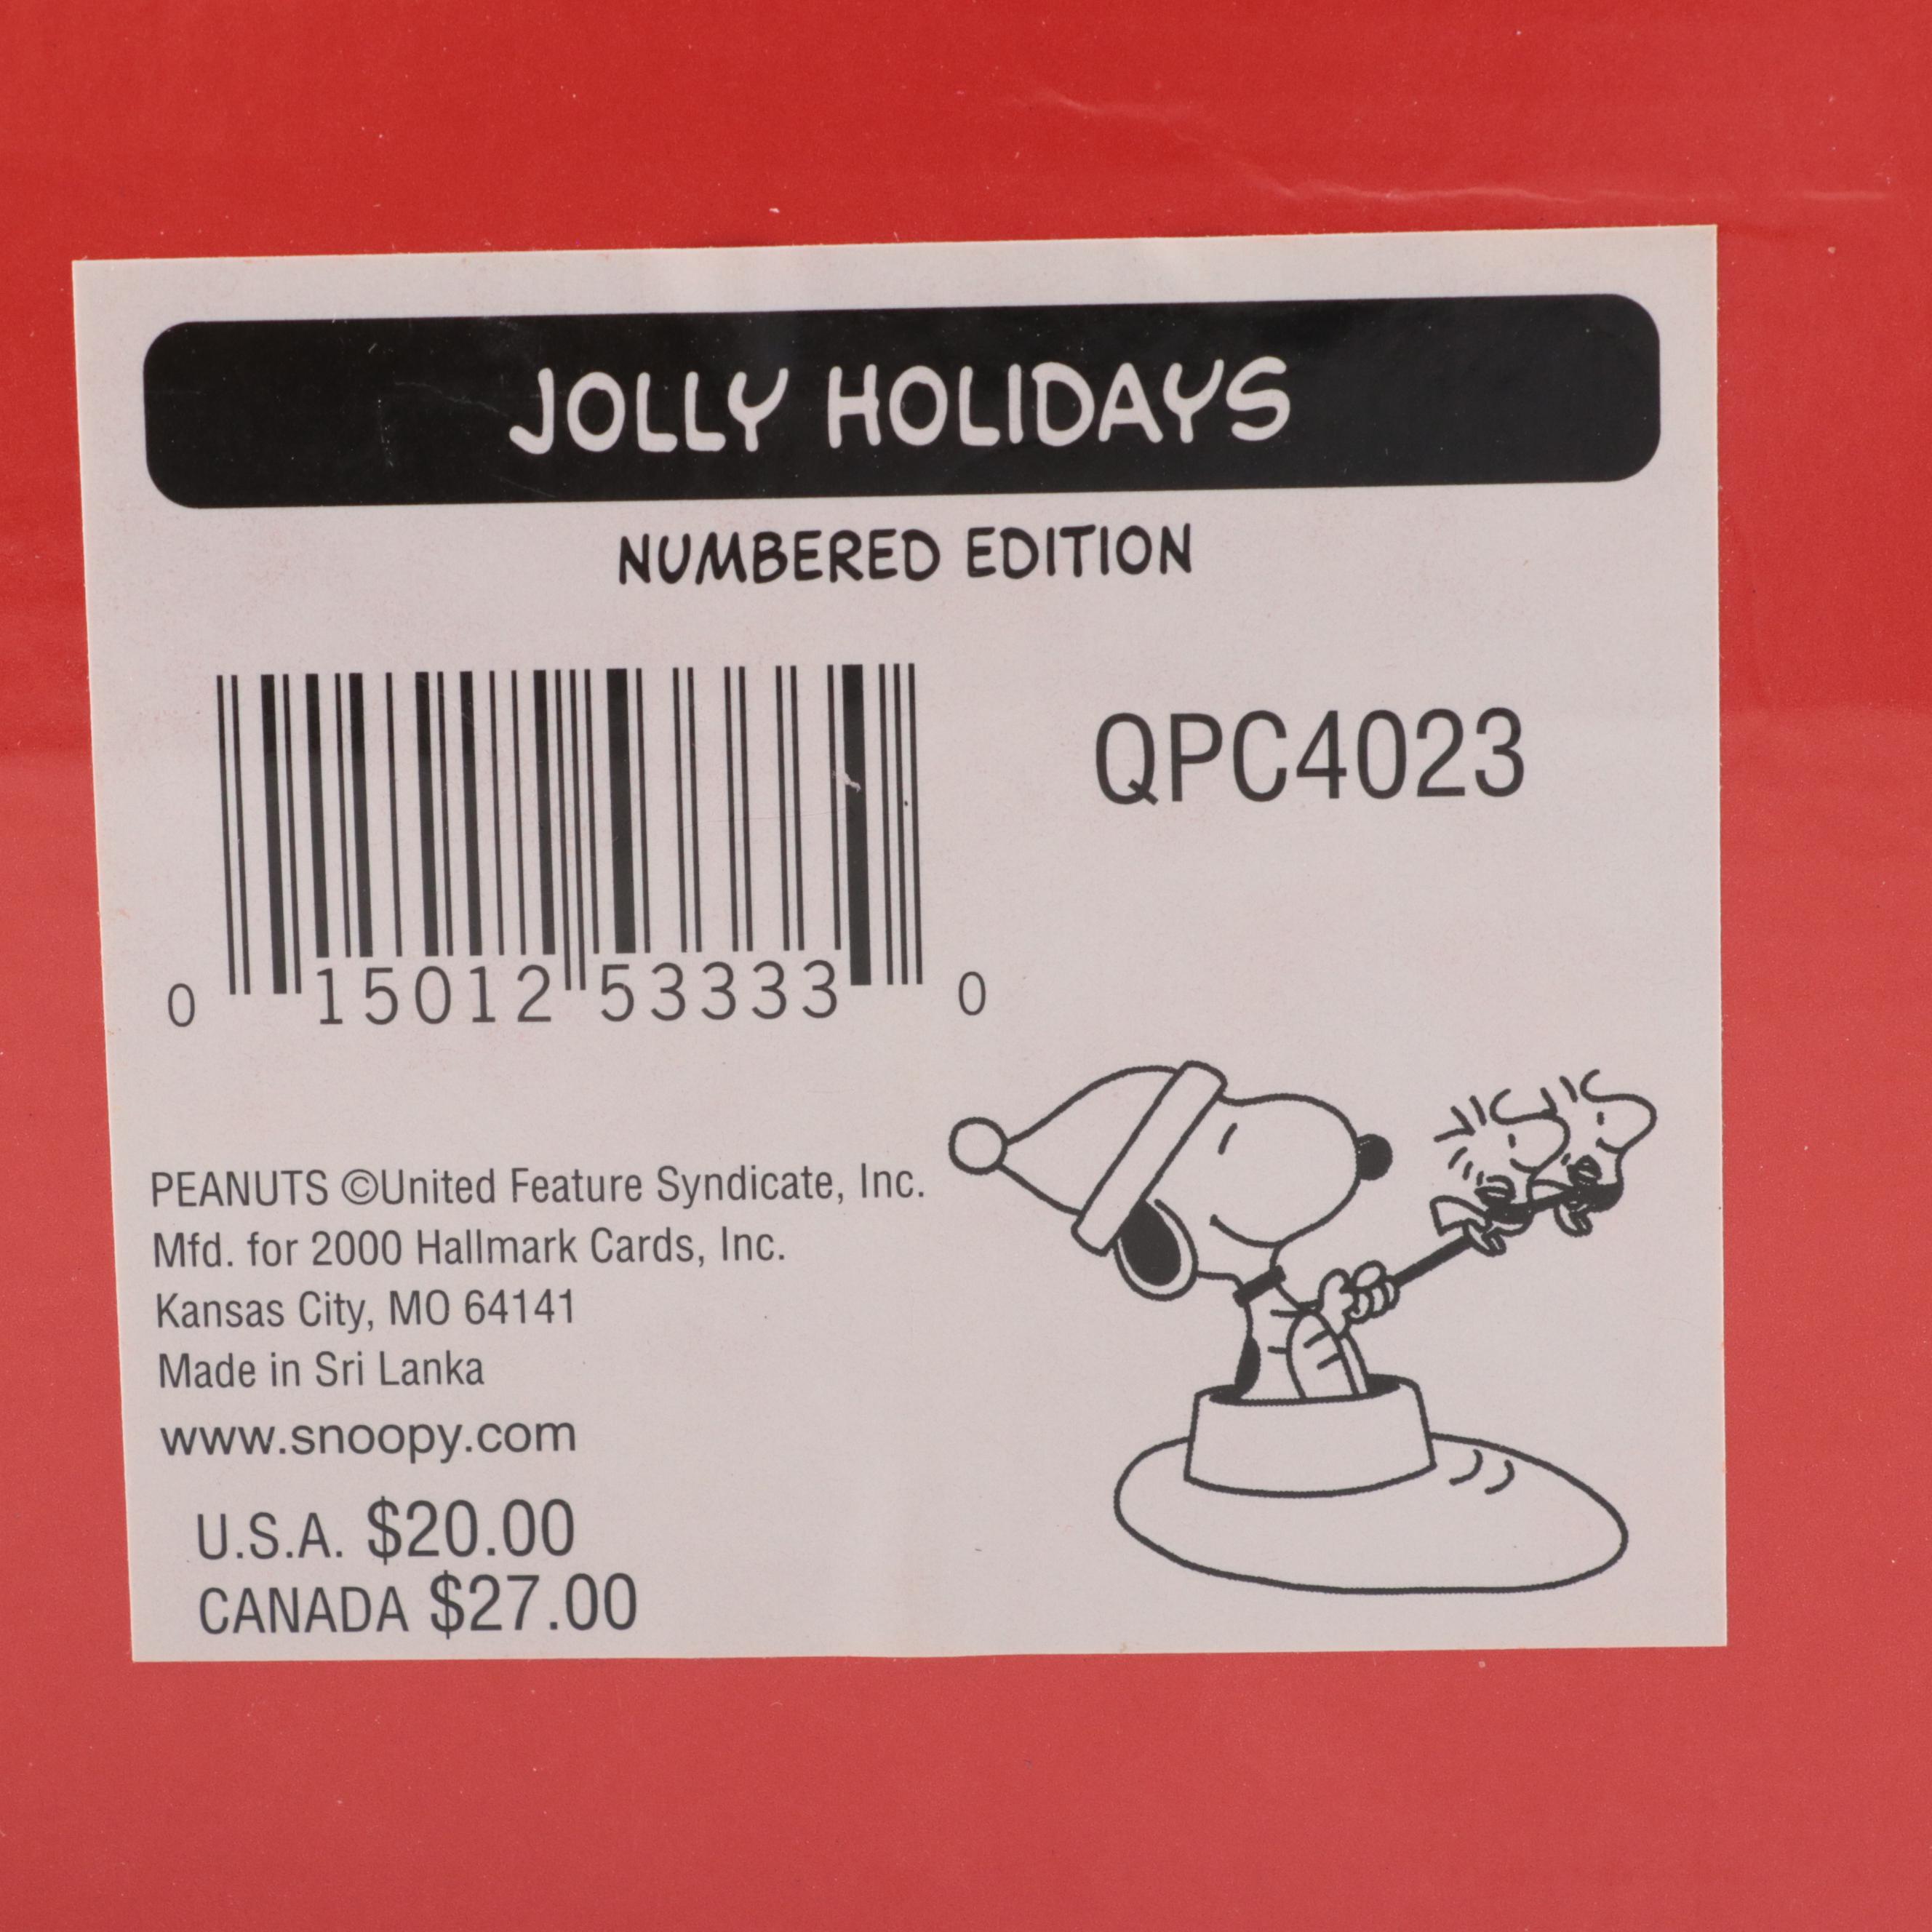 JOLLY HOLIDAYS
NUMBERED EDITION
QPC4023
0 15012 53333 0
PEANUTS ©United Feature Syndicate, Inc.
Mfd. for 2000 Hallmark Cards, Inc.
Kansas City, MO 64141
Made in Sri Lanka
www.snoopy.com
U.S.A. $20.00
CANADA $27.00